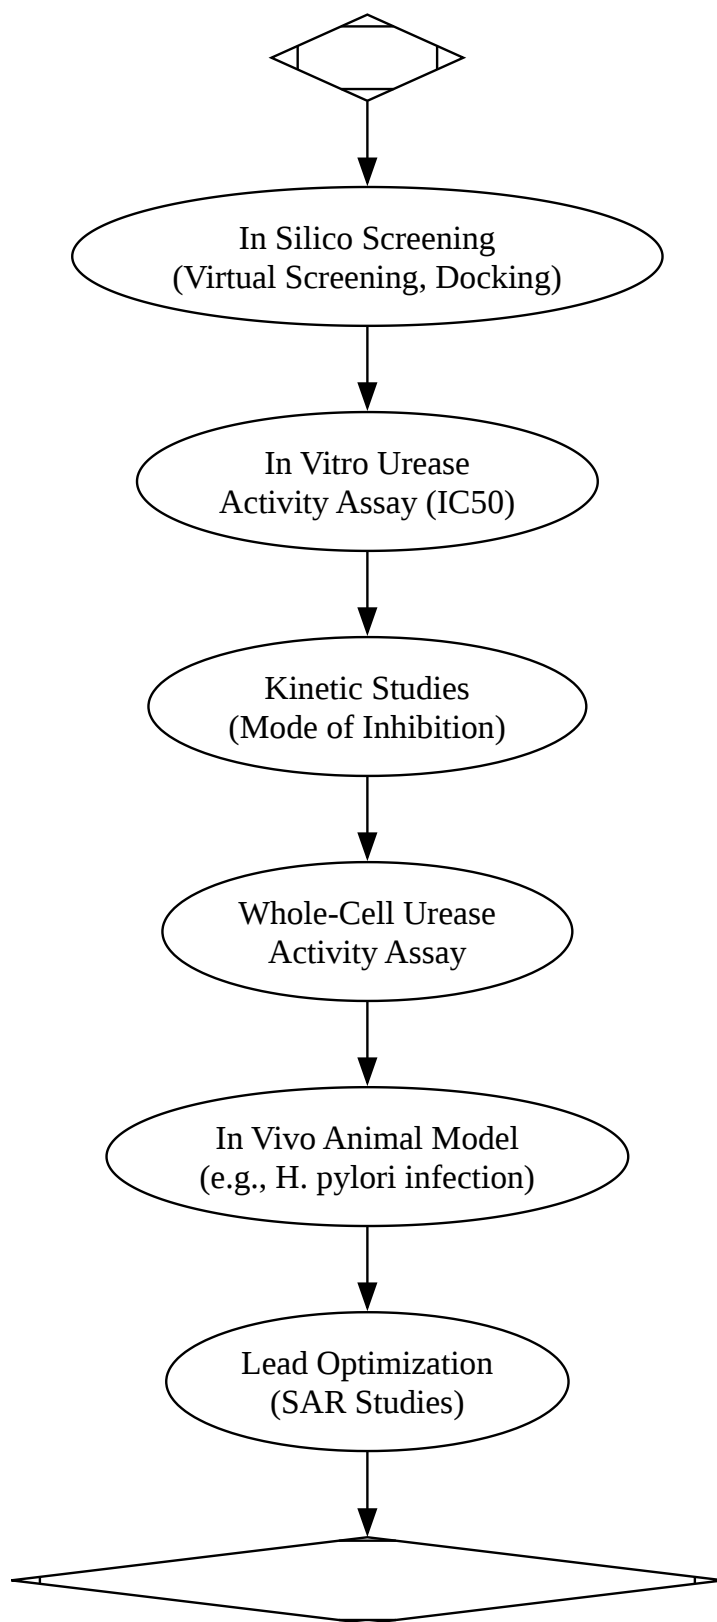 In Silico Screening
(Virtual Screening, Docking)
In Vitro Urease
Activity Assay (IC50)
Kinetic Studies
(Mode of Inhibition)
Whole-Cell Urease
Activity Assay
In Vivo Animal Model
(e.g., H. pylori infection)
Lead Optimization
(SAR Studies)